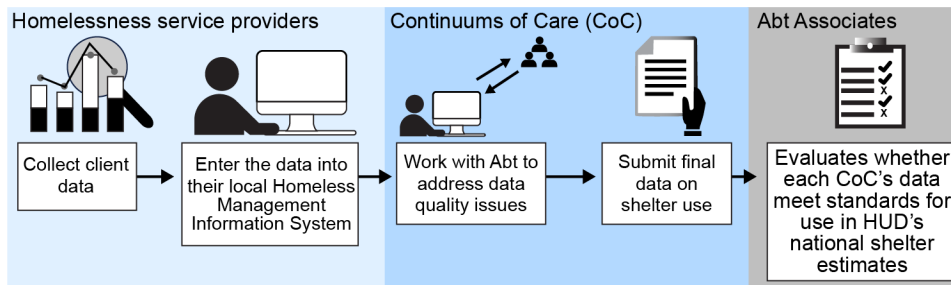 Homelessness service providers
Continuums of Care (CoC)
Abt Associates
Collect client
data
Enter the data into
their local Homeless
Management
Information System
Work with Abt to
address data
quality issues
Submit final
data on
shelter use
Evaluates whether
each CoC's data
meet standards for
use in HUD's
national shelter
estimates